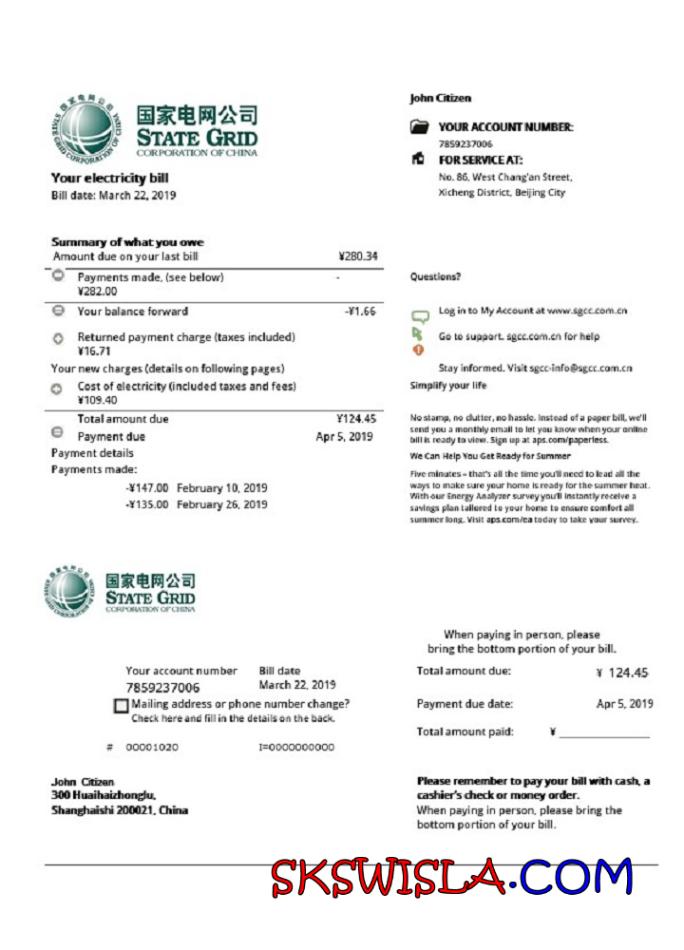 国家电网公司
STATE GRID
CORPORATION OF CHINA
Your electricity bill
Bill date: March 22, 2019
John Citizen
YOUR ACCOUNT NUMBER:
7859237006
FOR SERVICE AT:
No. 86, West Chang'an Street,
Xicheng District, Beijing City
Summary of what you owe
Amount due on your last bill ¥280.34
Payments made, (see below) -
¥282.00
Your balance forward -¥1.66
Returned payment charge (taxes included)
¥16.71
Your new charges (details on following pages)
Cost of electricity (included taxes and fees)
¥109.40
Total amount due ¥124.45
Payment due Apr 5, 2019
Payment details
Payments made:
-¥147.00 February 10, 2019
-¥135.00 February 26, 2019
Questions?
Log in to My Account at www.sgcc.com.cn
Go to support. sgcc.com.cn for help
Stay informed. Visit sgcc-info@sgcc.com.cn
Simplify your life
No stamp, no clutter, no hassle. Instead of a paper bill, we'll
send you a monthly email to let you know when your online
bill is ready to view. Sign up at aps.com/paperless.
We Can Help You Get Ready for Summer
Five minutes – that's all the time you'll need to lead all the
ways to make sure your home is ready for the summer heat.
With our Energy Analyzer survey you'll instantly receive a
savings plan tailored to your home to ensure comfort all
summer long. Visit aps.com/ea today to take your survey.
国家电网公司
STATE GRID
CORPORATION OF CHINA
Your account number Bill date
7859237006 March 22, 2019
Mailing address or phone number change?
Check here and fill in the details on the back.
# 00001020 I=0000000000
John Citizen
300 Huaihaizhonglu,
Shanghaishi 200021, China
When paying in person, please
bring the bottom portion of your bill.
Total amount due: ¥ 124.45
Payment due date: Apr 5, 2019
Total amount paid: ¥
Please remember to pay your bill with cash, a
cashier's check or money order.
When paying in person, please bring the
bottom portion of your bill.
SKSWISLA.COM